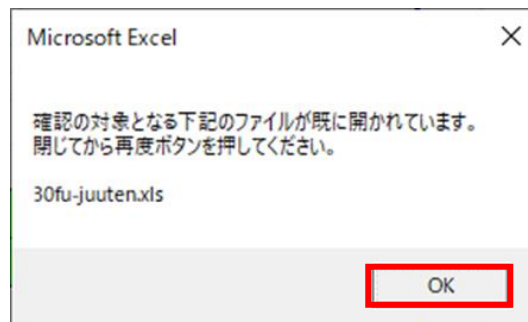 Microsoft Excel
確認の対象となる下記のファイルが既に開かれています。
閉じてから再度ボタンを押してください。
30fu-juuten.xls
OK